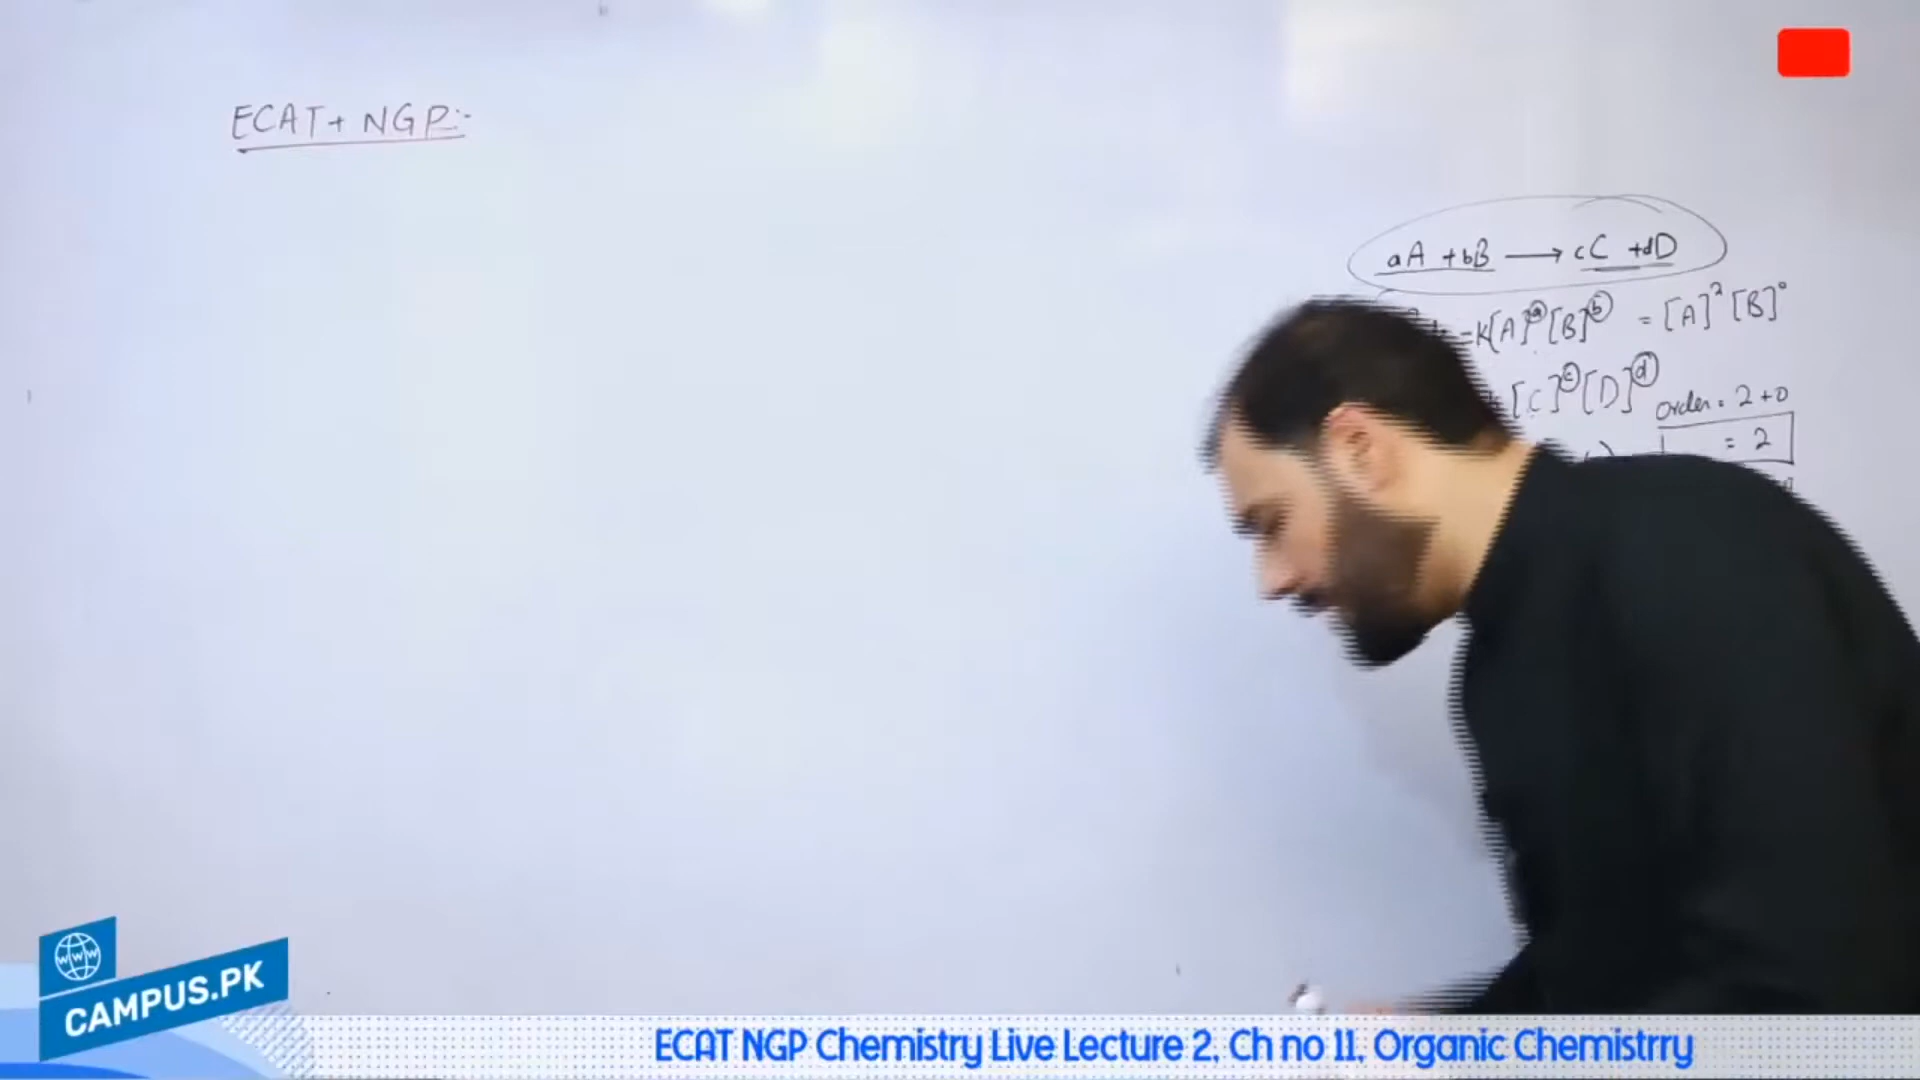 ECAT + NGP:-
aA + bB → cC + dD
=K[A]ⓐ[B]ⓑ = [A]² [B]°
[C]ⓒ[D]ⓓ
order = 2+0
= 2
WWW
CAMPUS.PK
ECAT NGP Chemistry Live Lecture 2, Ch no 11, Organic Chemistrry